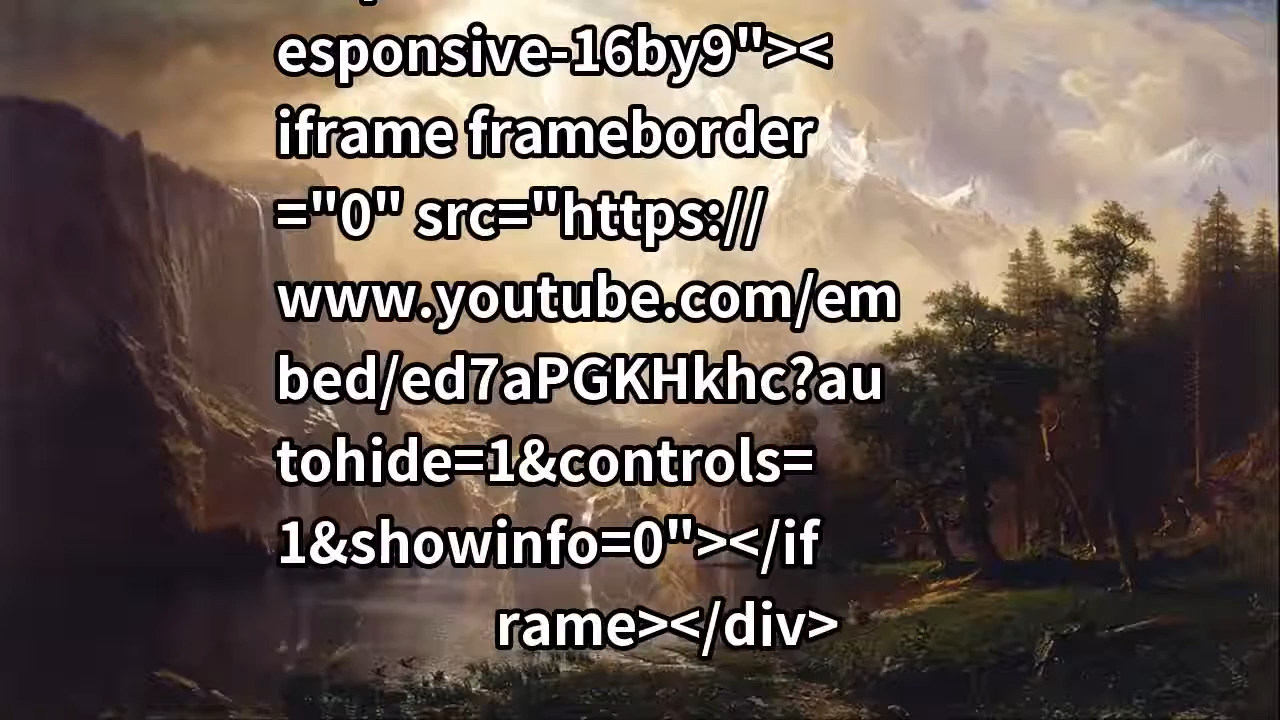 esponsive-16by9"><
iframe frameborder
="0" src="https://
www.youtube.com/em
bed/ed7aPGKHkhc?au
tohide=1&controls=
1&showinfo=0"></if
rame></div>